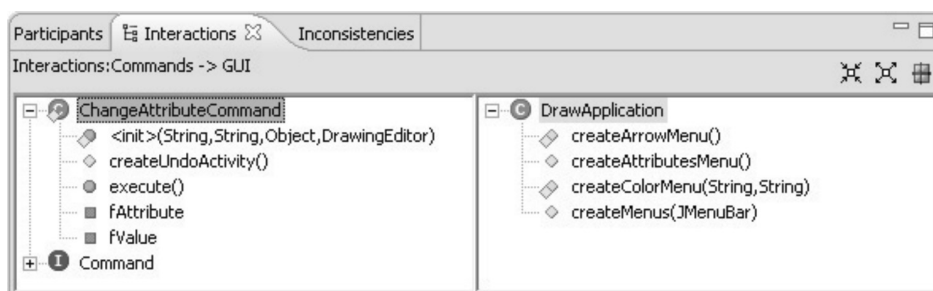 Participants Interactions Inconsistencies
Interactions:Commands -> GUI
ChangeAttributeCommand
<init>(String,String,Object,DrawingEditor)
createUndoActivity()
execute()
fAttribute
fValue
Command
DrawApplication
createArrowMenu()
createAttributesMenu()
createColorMenu(String,String)
createMenus(JMenuBar)